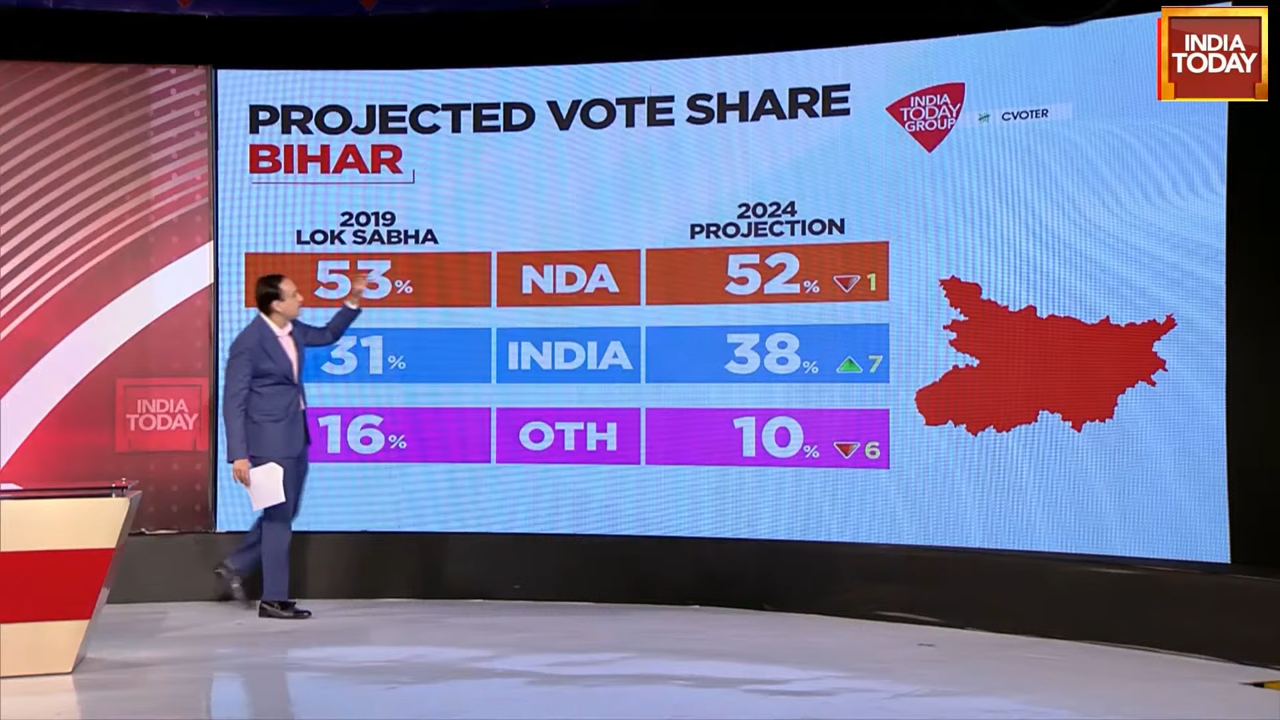 INDIA
TODAY
PROJECTED VOTE SHARE
BIHAR
INDIA
TODAY
GROUP
CVOTER
2019
LOK SABHA
2024
PROJECTION
53% NDA 52% 1
31% INDIA 38% 7
16% OTH 10% 6
INDIA
TODAY